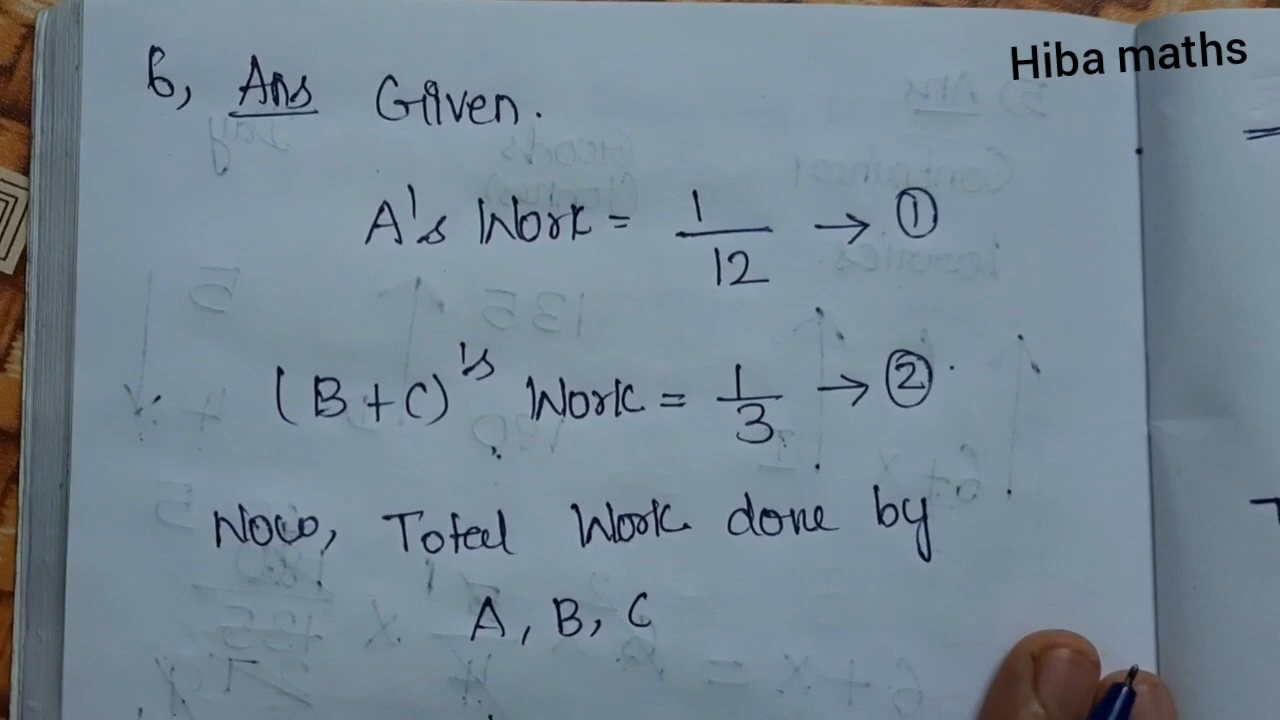 Hiba maths
6, Ans Given.
A's Work = 1/12 → ①
(B+C)'s Work = 1/3 → ②
Now, Total Work done by
A, B, C